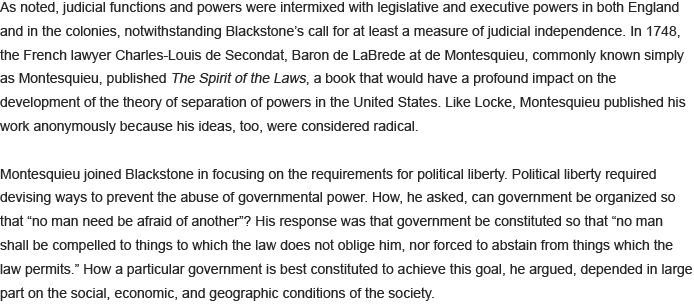 As noted, judicial functions and powers were intermixed with legislative and executive powers in both England
and in the colonies, notwithstanding Blackstone's call for at least a measure of judicial independence. In 1748,
the French lawyer Charles-Louis de Secondat, Baron de LaBrede at de Montesquieu, commonly known simply
as Montesquieu, published The Spirit of the Laws, a book that would have a profound impact on the
development of the theory of separation of powers in the United States. Like Locke, Montesquieu published his
work anonymously because his ideas, too, were considered radical.

Montesquieu joined Blackstone in focusing on the requirements for political liberty. Political liberty required
devising ways to prevent the abuse of governmental power. How, he asked, can government be organized so
that “no man need be afraid of another”? His response was that government be constituted so that “no man
shall be compelled to things to which the law does not oblige him, nor forced to abstain from things which the
law permits.” How a particular government is best constituted to achieve this goal, he argued, depended in large
part on the social, economic, and geographic conditions of the society.